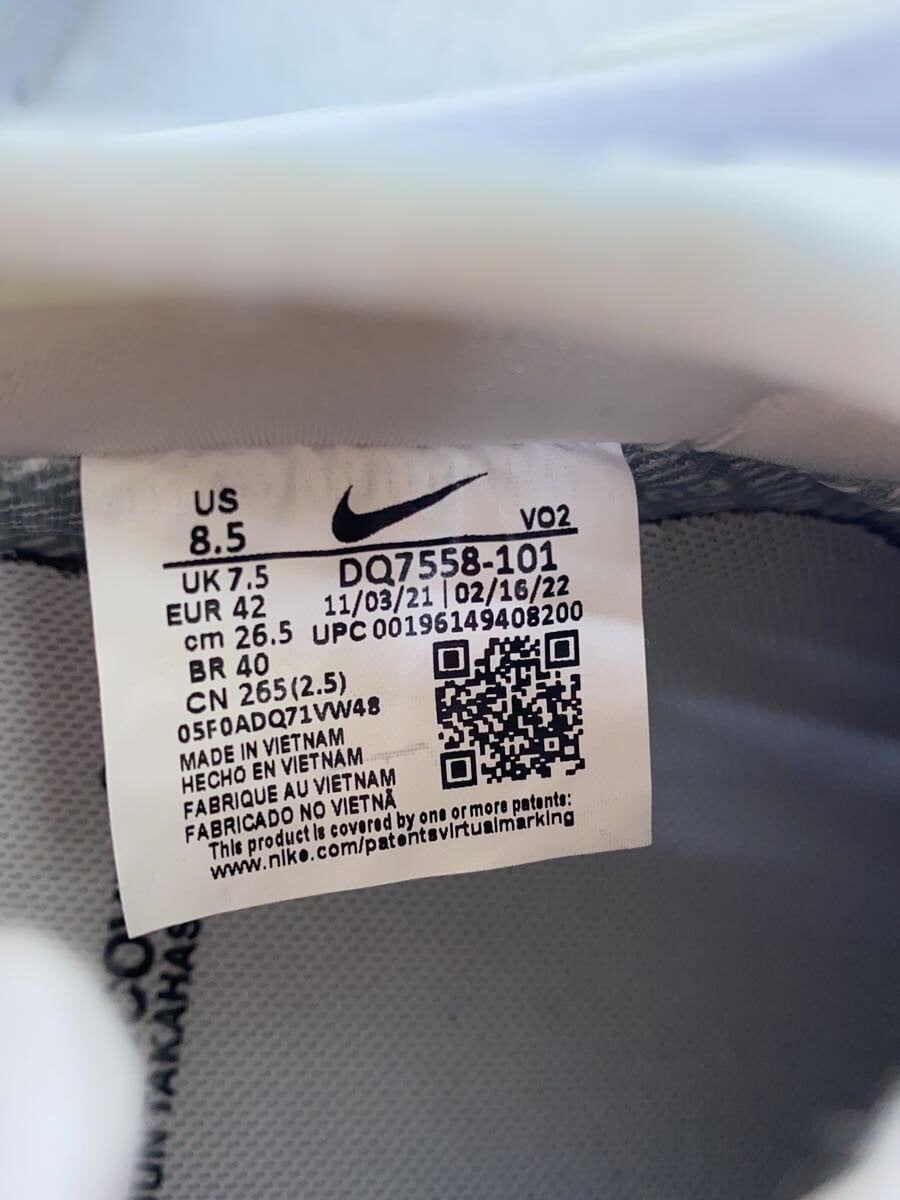 US
8.5
VO2
UK 7.5
DQ7558-101
EUR 42
11/03/21 | 02/16/22
cm 26.5
UPC 00196149408200
BR 40
CN 265(2.5)
05F0ADQ71VW48
MADE IN VIETNAM
HECHO EN VIETNAM
FABRIQUE AU VIETNAM
FABRICADO NO VIETNÃ
This product is covered by one or more patents:
www.nike.com/patentsvirtualmarking